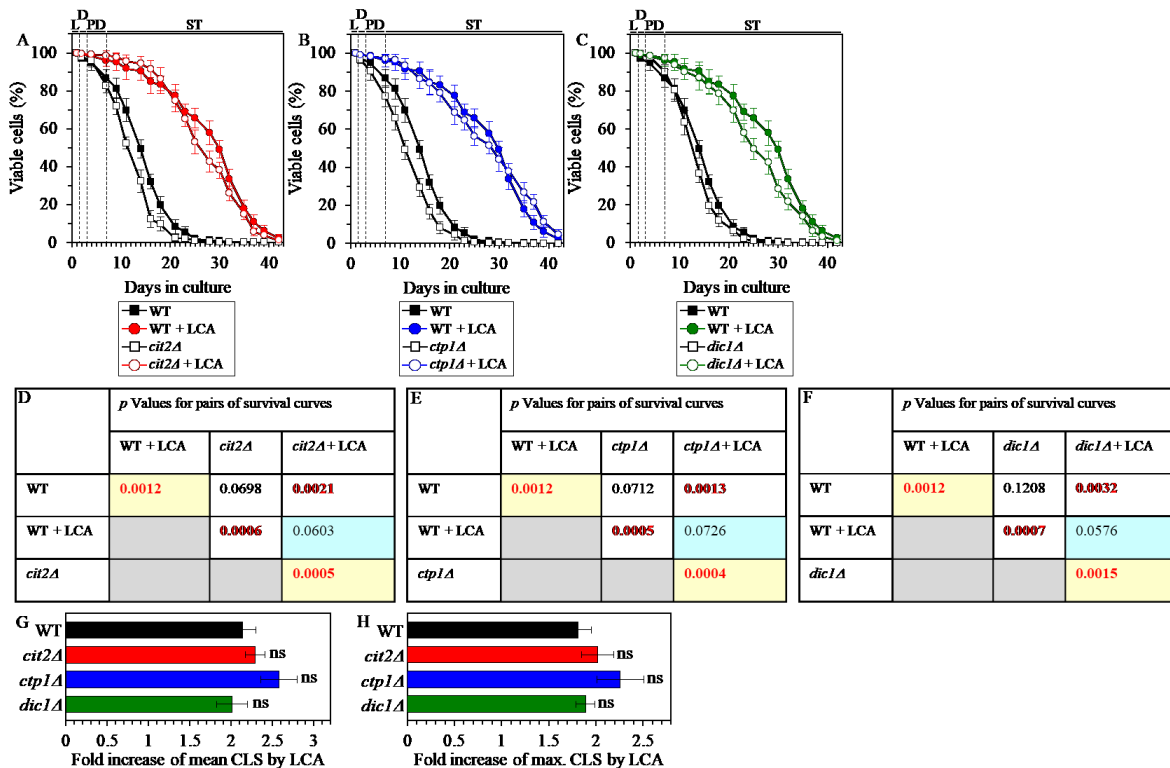 L D PD ST
A
Viable cells (%)
100
80
60
40
20
0
0 10 20 30 40
Days in culture
WT
WT + LCA
cit2Δ
cit2Δ + LCA
L D PD ST
B
Viable cells (%)
100
80
60
40
20
0
0 10 20 30 40
Days in culture
WT
WT + LCA
ctp1Δ
ctp1Δ + LCA
L D PD ST
C
Viable cells (%)
100
80
60
40
20
0
0 10 20 30 40
Days in culture
WT
WT + LCA
dic1Δ
dic1Δ + LCA
D p Values for pairs of survival curves
WT + LCA cit2Δ cit2Δ + LCA
WT 0.0012 0.0698 0.0021
WT + LCA 0.0006 0.0603
cit2Δ 0.0005
E p Values for pairs of survival curves
WT + LCA ctp1Δ ctp1Δ + LCA
WT 0.0012 0.0712 0.0013
WT + LCA 0.0005 0.0726
ctp1Δ 0.0004
F p Values for pairs of survival curves
WT + LCA dic1Δ dic1Δ + LCA
WT 0.0012 0.1208 0.0032
WT + LCA 0.0007 0.0576
dic1Δ 0.0015
G
WT
cit2Δ ns
ctp1Δ ns
dic1Δ ns
0 0.5 1 1.5 2 2.5 3
Fold increase of mean CLS by LCA
H
WT
cit2Δ ns
ctp1Δ ns
dic1Δ ns
0 0.5 1 1.5 2 2.5
Fold increase of max. CLS by LCA